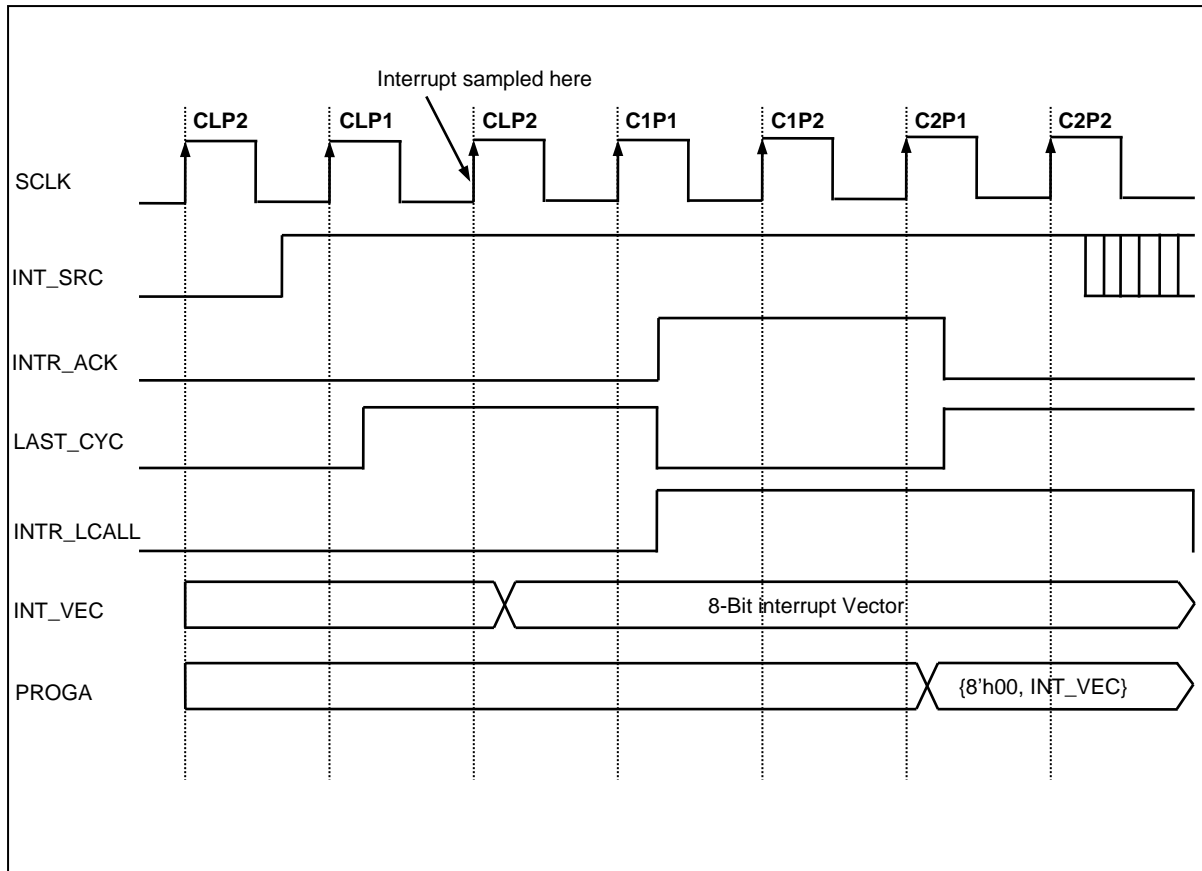 Interrupt sampled here
CLP2 CLP1 CLP2 C1P1 C1P2 C2P1 C2P2
SCLK
INT_SRC
INTR_ACK
LAST_CYC
INTR_LCALL
INT_VEC 8-Bit interrupt Vector
PROGA {8’h00, INT_VEC}